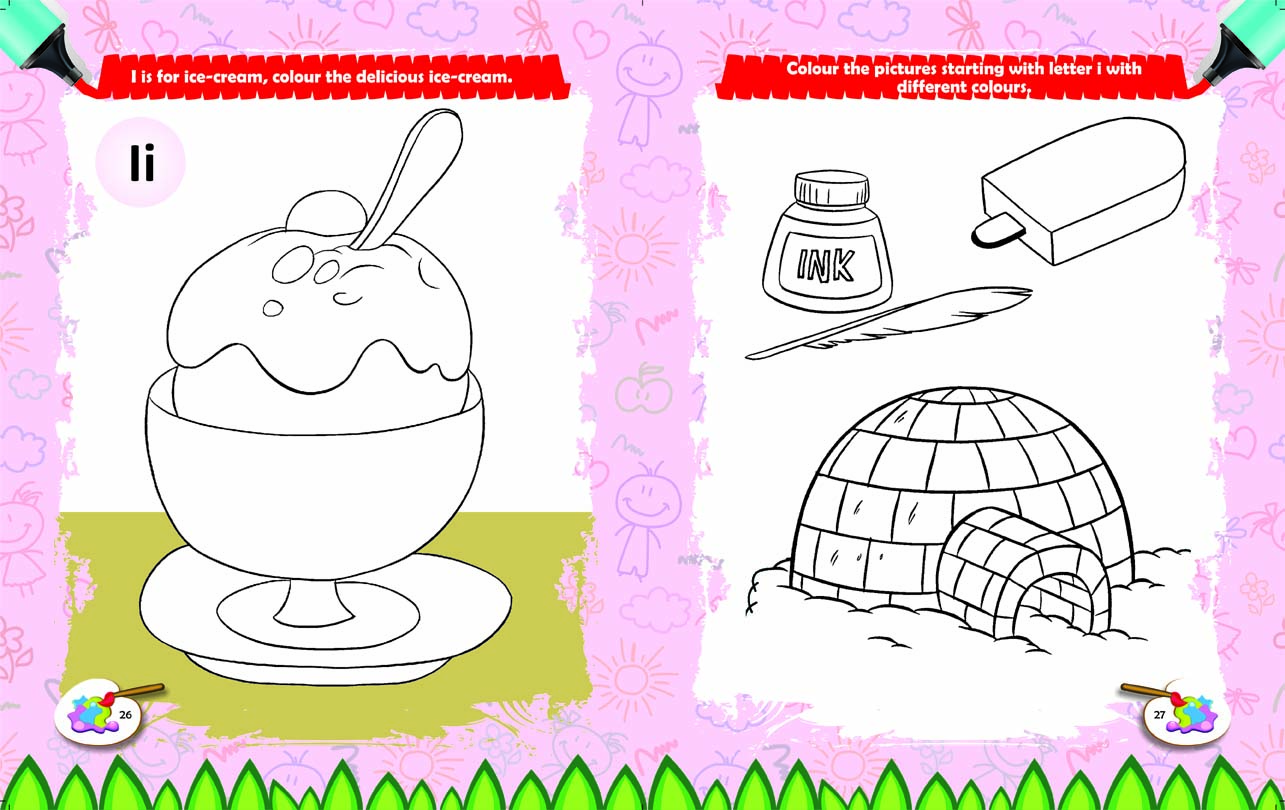 I is for ice-cream, colour the delicious ice-cream.
Ii
26
Colour the pictures starting with letter i with
different colours.
INK
27